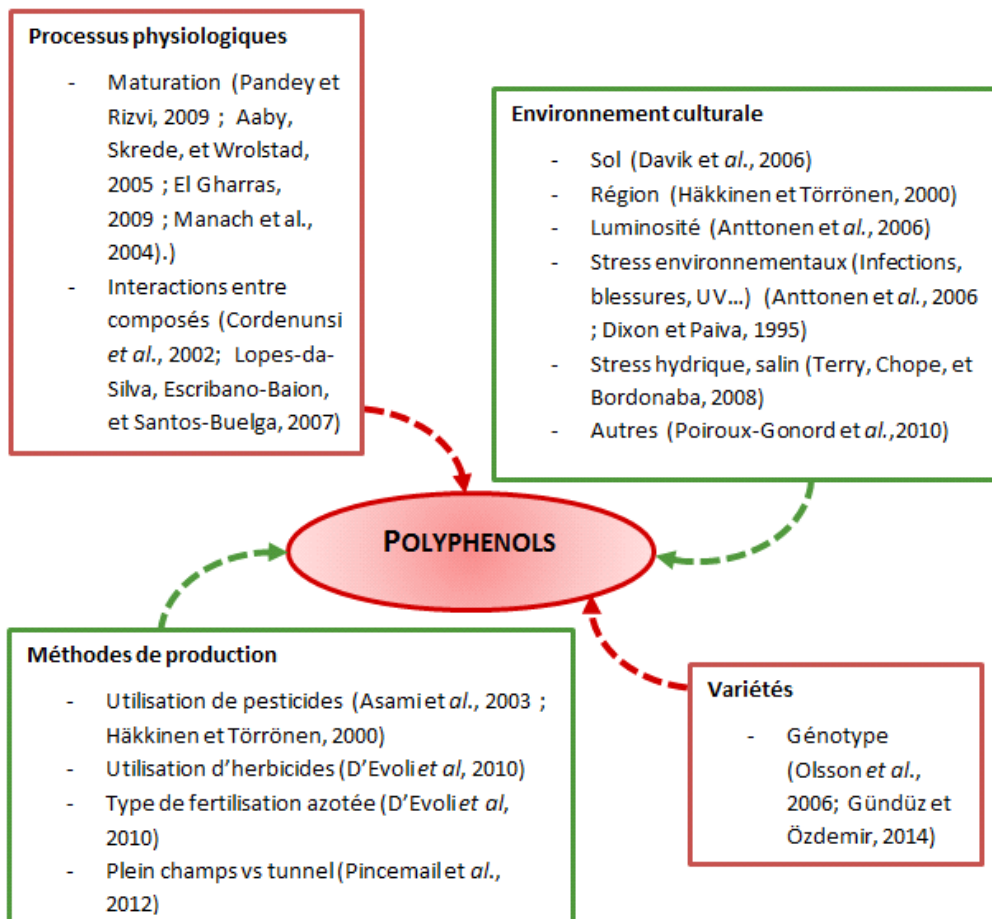 Processus physiologiques
- Maturation (Pandey et
Rizvi, 2009 ; Aaby,
Skrede, et Wrolstad,
2005 ; El Gharras,
2009 ; Manach et al.,
2004).)
- Interactions entre
composés (Cordenunsi
et al., 2002; Lopes-da-
Silva, Escribano-Baion,
et Santos-Buelga, 2007)
Environnement culturale
- Sol (Davik et al., 2006)
- Région (Häkkinen et Törrönen, 2000)
- Luminosité (Anttonen et al., 2006)
- Stress environnementaux (Infections,
blessures, UV...) (Anttonen et al., 2006
; Dixon et Paiva, 1995)
- Stress hydrique, salin (Terry, Chope, et
Bordonaba, 2008)
- Autres (Poiroux-Gonord et al.,2010)
POLYPHENOLS
Méthodes de production
- Utilisation de pesticides (Asami et al., 2003 ;
Häkkinen et Törrönen, 2000)
- Utilisation d'herbicides (D'Evoli et al, 2010)
- Type de fertilisation azotée (D'Evoli et al,
2010)
- Plein champs vs tunnel (Pincemail et al.,
2012)
Variétés
- Génotype
(Olsson et al.,
2006; Gündüz et
Özdemir, 2014)